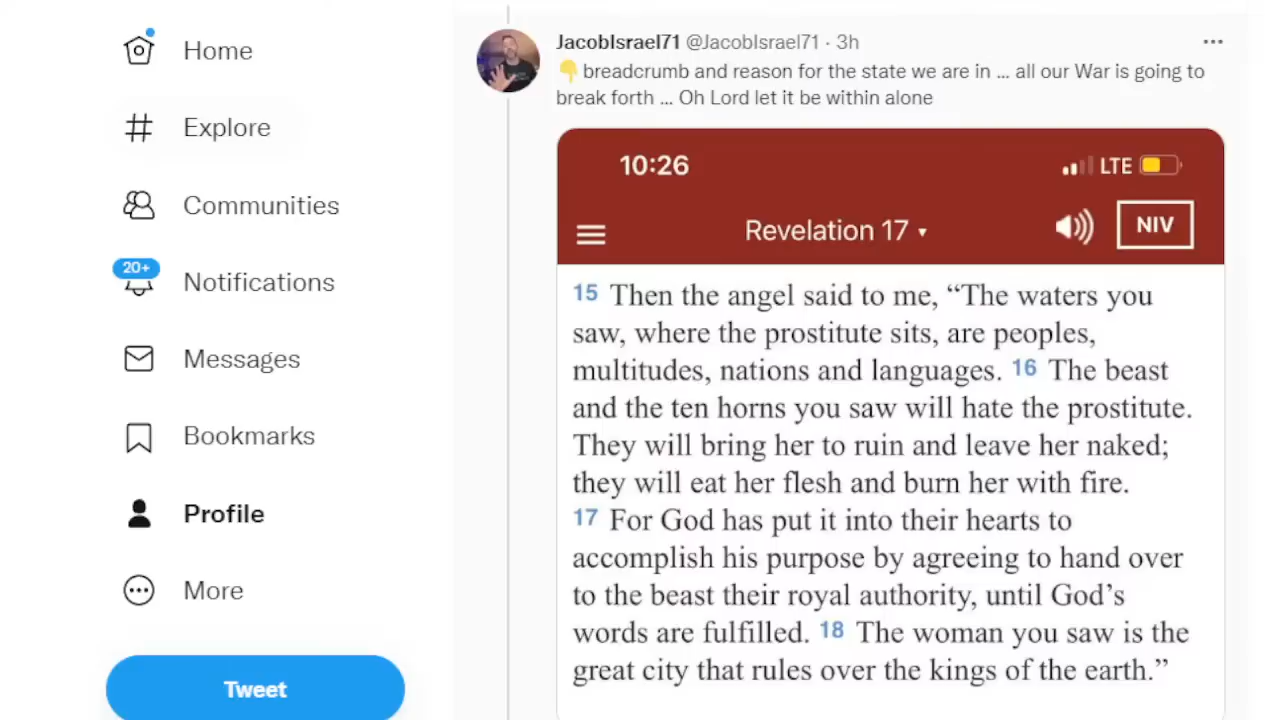 Home
Explore
Communities
20+
Notifications
Messages
Bookmarks
Profile
More
Tweet
JacobIsrael71 @JacobIsrael71 · 3h
👇 breadcrumb and reason for the state we are in ... all our War is going to
break forth ... Oh Lord let it be within alone
10:26 LTE
Revelation 17 ▾ NIV
15 Then the angel said to me, “The waters you
saw, where the prostitute sits, are peoples,
multitudes, nations and languages. 16 The beast
and the ten horns you saw will hate the prostitute.
They will bring her to ruin and leave her naked;
they will eat her flesh and burn her with fire.
17 For God has put it into their hearts to
accomplish his purpose by agreeing to hand over
to the beast their royal authority, until God’s
words are fulfilled. 18 The woman you saw is the
great city that rules over the kings of the earth.”